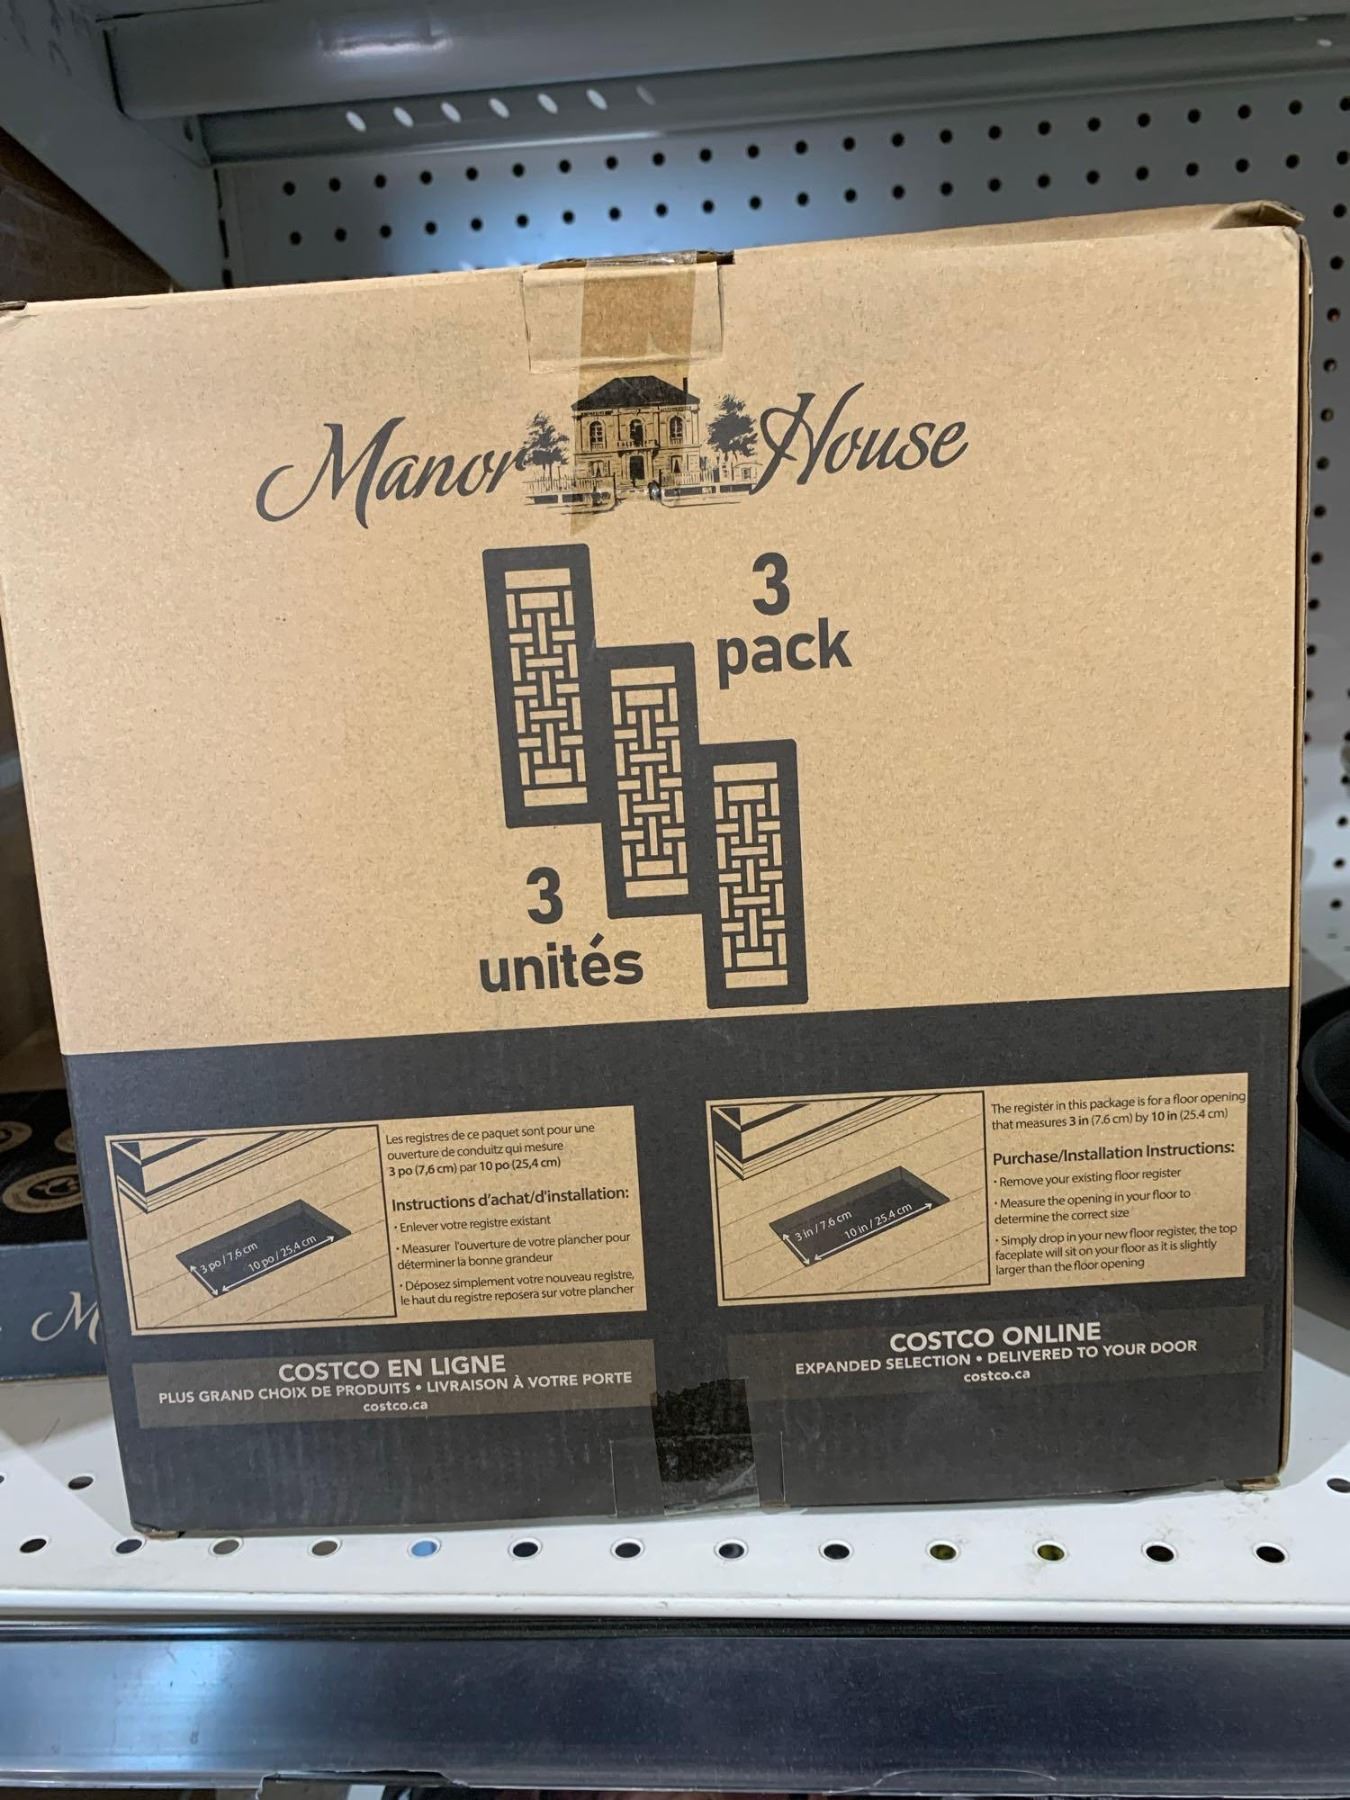 Manor House
3
pack
3
unités
Les registres de ce paquet sont pour une
ouverture de conduitz qui mesure
3 po (7,6 cm) par 10 po (25,4 cm)
Instructions d'achat/d'installation:
· Enlever votre registre existant
· Measurer l'ouverture de votre plancher pour
déterminer la bonne grandeur
· Déposez simplement votre nouveau registre,
le haut du registre reposera sur votre plancher
3 po / 7,6 cm
10 po / 25,4 cm
The register in this package is for a floor opening
that measures 3 in (7.6 cm) by 10 in (25.4 cm)
Purchase/Installation Instructions:
· Remove your existing floor register
· Measure the opening in your floor to
determine the correct size
· Simply drop in your new floor register, the top
faceplate will sit on your floor as it is slightly
larger than the floor opening
3 in / 7.6 cm
10 in / 25.4 cm
COSTCO EN LIGNE
PLUS GRAND CHOIX DE PRODUITS • LIVRAISON À VOTRE PORTE
costco.ca
COSTCO ONLINE
EXPANDED SELECTION • DELIVERED TO YOUR DOOR
costco.ca
M